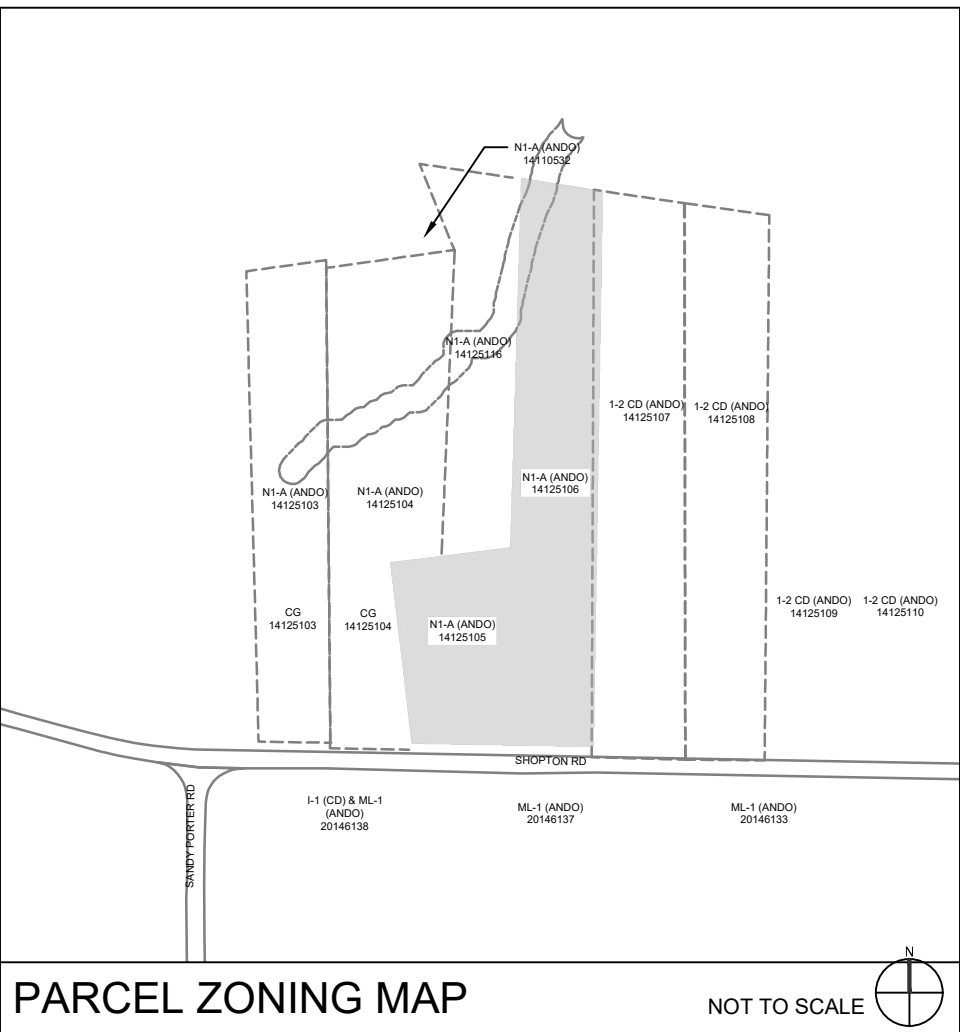 N1-A (ANDO)
14110532
N1-A (ANDO)
14125116
1-2 CD (ANDO)
14125107
1-2 CD (ANDO)
14125108
N1-A (ANDO)
14125106
N1-A (ANDO)
14125103
N1-A (ANDO)
14125104
CG
14125103
CG
14125104
N1-A (ANDO)
14125105
1-2 CD (ANDO)
14125109
1-2 CD (ANDO)
14125110
SHOPTON RD
SANDY PORTER RD
I-1 (CD) & ML-1
(ANDO)
20146138
ML-1 (ANDO)
20146137
ML-1 (ANDO)
20146133
PARCEL ZONING MAP
NOT TO SCALE
N